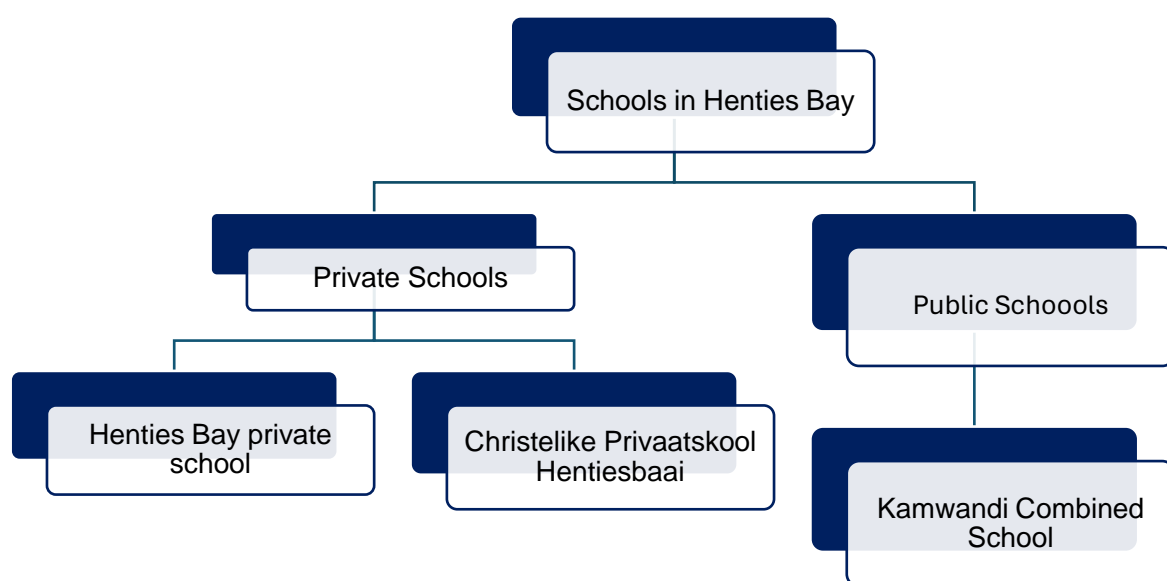 Schools in Henties Bay
Private Schools
Public Schoools
Henties Bay private
school
Christelike Privaatskool
Hentiesbaai
Kamwandi Combined
School